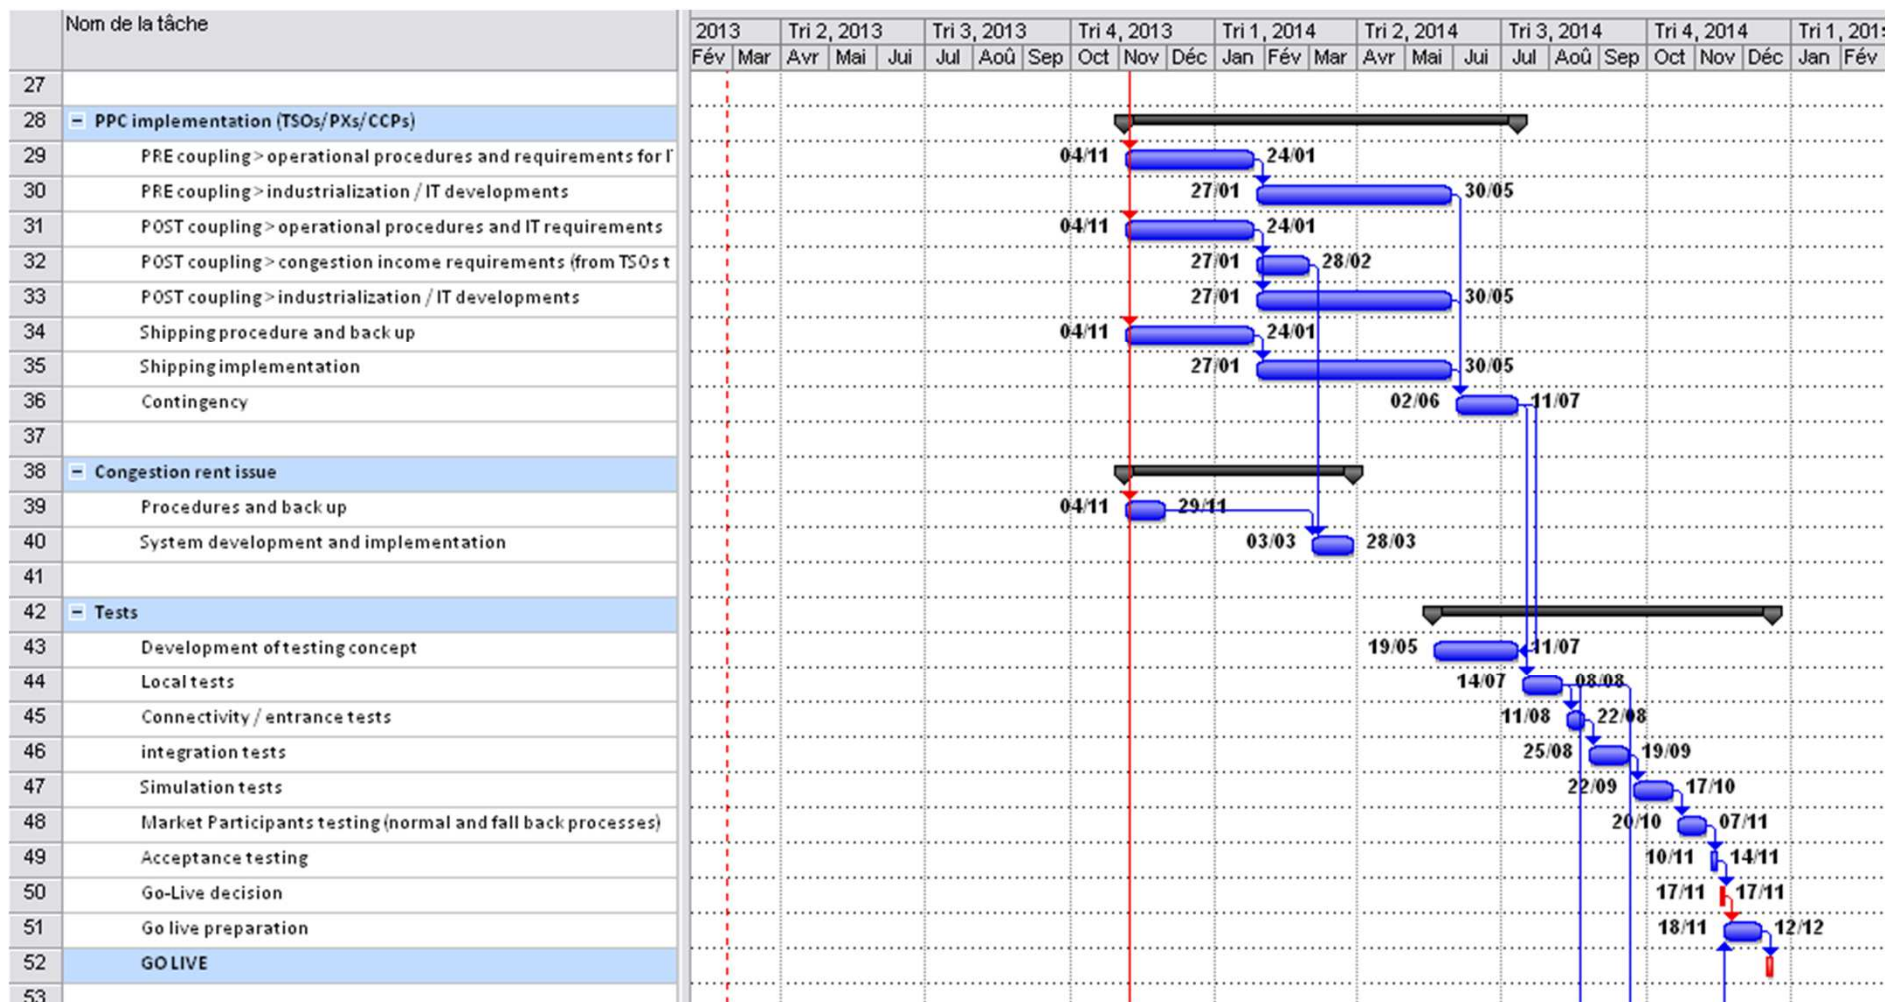 Nom de la tâche
2013 Tri 2, 2013 Tri 3, 2013 Tri 4, 2013 Tri 1, 2014 Tri 2, 2014 Tri 3, 2014 Tri 4, 2014 Tri 1, 201
Fév Mar Avr Mai Jui Jul Aoû Sep Oct Nov Déc Jan Fév Mar Avr Mai Jui Jul Aoû Sep Oct Nov Déc Jan Fév
27
28 PPC implementation (TSOs/PXs/CCPs)
29 PRE coupling > operational procedures and requirements for 04/11 24/01
30 PRE coupling > industrialization / IT developments 27/01 30/05
31 POST coupling > operational procedures and IT requirements 04/11 24/01
32 POST coupling > congestion income requirements (from TSOs t 27/01 28/02
33 POST coupling > industrialization / IT developments 27/01 30/05
34 Shipping procedure and back up 04/11 24/01
35 Shipping implementation 27/01 30/05
36 Contingency 02/06 11/07
37
38 Congestion rent issue
39 Procedures and back up 04/11 29/11
40 System development and implementation 03/03 28/03
41
42 Tests
43 Development of testing concept 19/05 11/07
44 Local tests 14/07 08/08
45 Connectivity / entrance tests 11/08 22/08
46 integration tests 25/08 19/09
47 Simulation tests 22/09 17/10
48 Market Participants testing (normal and fall back processes) 20/10 07/11
49 Acceptance testing 10/11 14/11
50 Go-Live decision 17/11 17/11
51 Go live preparation 18/11 12/12
52 GO LIVE
53